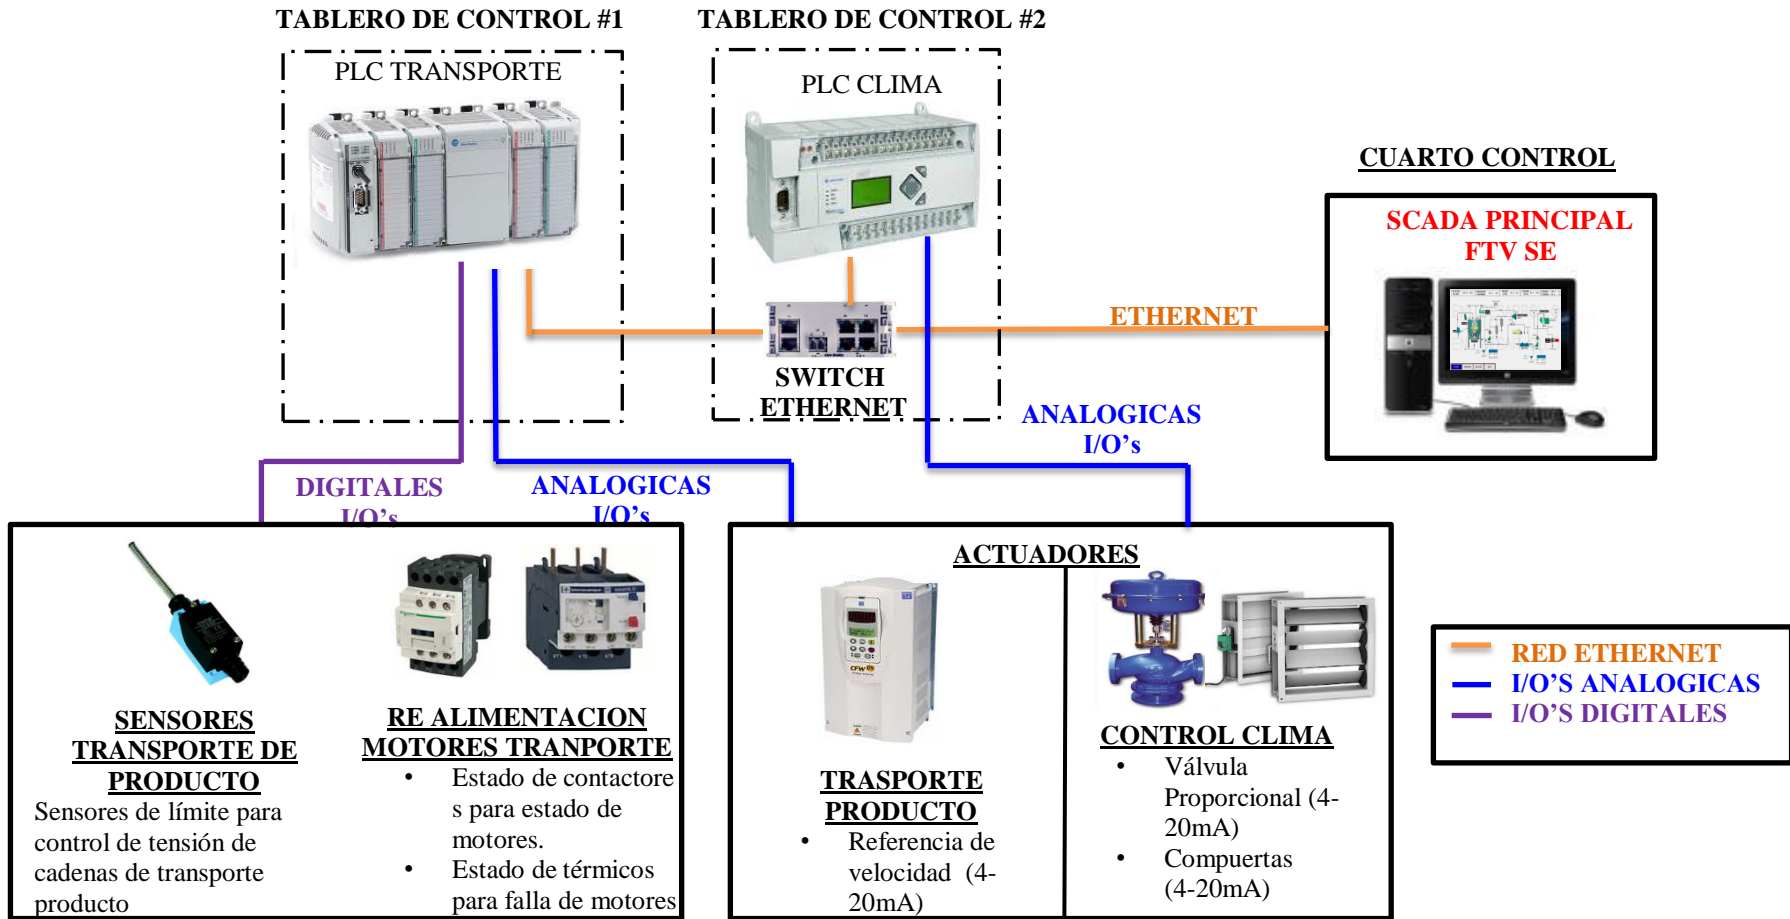 TABLERO DE CONTROL #1
PLC TRANSPORTE
TABLERO DE CONTROL #2
PLC CLIMA
SWITCH
ETHERNET
CUARTO CONTROL
SCADA PRINCIPAL
FTV SE
ETHERNET
ANALOGICAS
I/O's
DIGITALES
I/O's
ANALOGICAS
I/O's
SENSORES
TRANSPORTE DE
PRODUCTO
Sensores de límite para
control de tensión de
cadenas de transporte
producto
RE ALIMENTACION
MOTORES TRANPORTE
• Estado de contactore
s para estado de
motores.
• Estado de térmicos
para falla de motores
ACTUADORES
CFW
TRASPORTE
PRODUCTO
• Referencia de
velocidad (4-
20mA)
CONTROL CLIMA
• Válvula
Proporcional (4-
20mA)
• Compuertas
(4-20mA)
RED ETHERNET
I/O'S ANALOGICAS
I/O'S DIGITALES